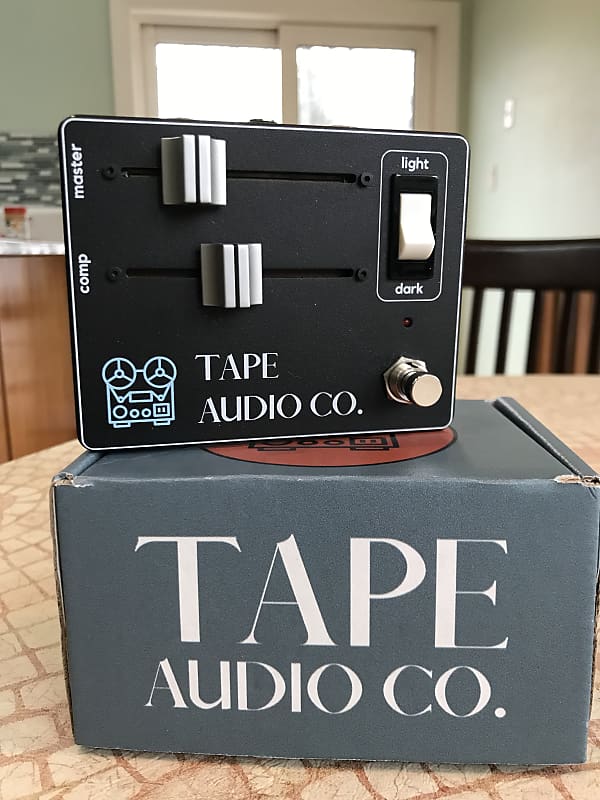 master
light
comp
dark
TAPE
AUDIO CO.
TAPE
AUDIO CO.